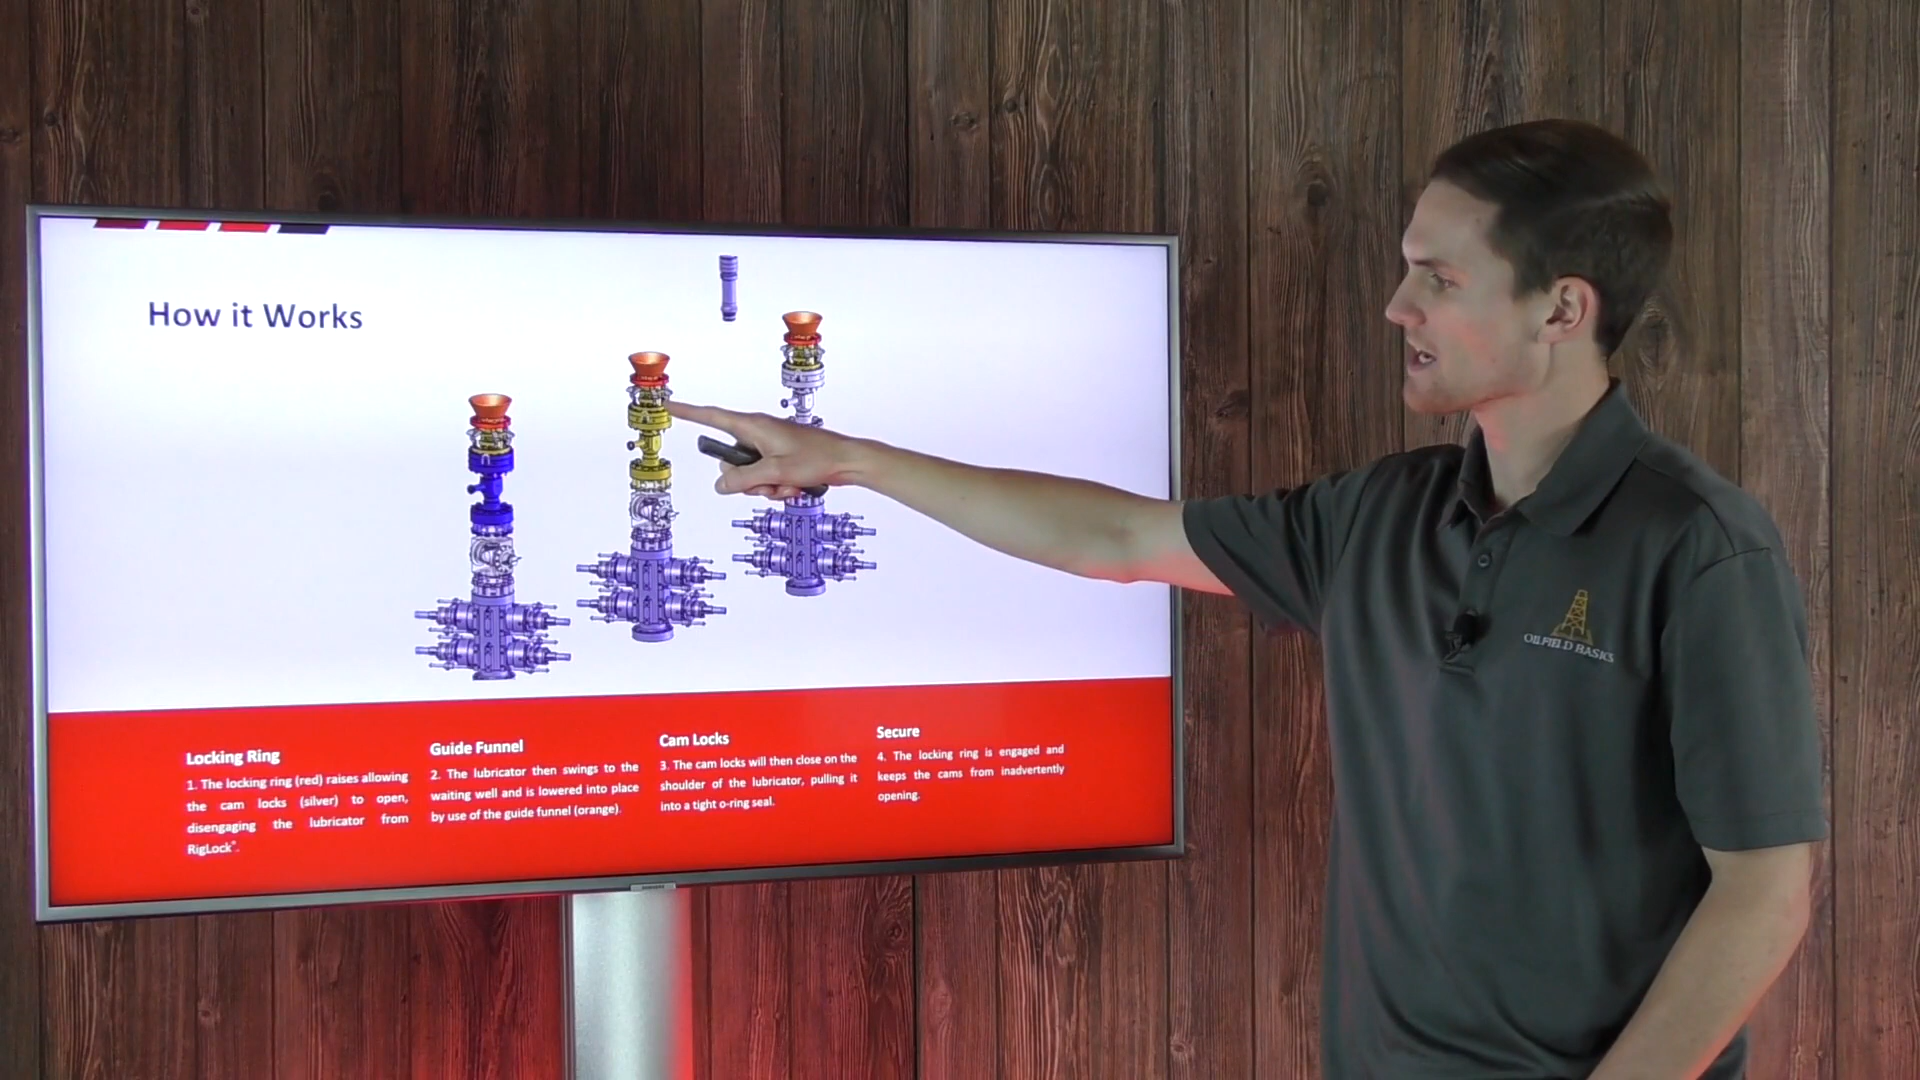 How it Works
Locking Ring
1. The locking ring (red) raises allowing
the cam locks (silver) to open,
disengaging the lubricator from
RigLock®.
Guide Funnel
2. The lubricator then swings to the
waiting well and is lowered into place
by use of the guide funnel (orange).
Cam Locks
3. The cam locks will then close on the
shoulder of the lubricator, pulling it
into a tight o-ring seal.
Secure
4. The locking ring is engaged and
keeps the cams from inadvertently
opening.
SAMSUNG
OILFIELD BASICS